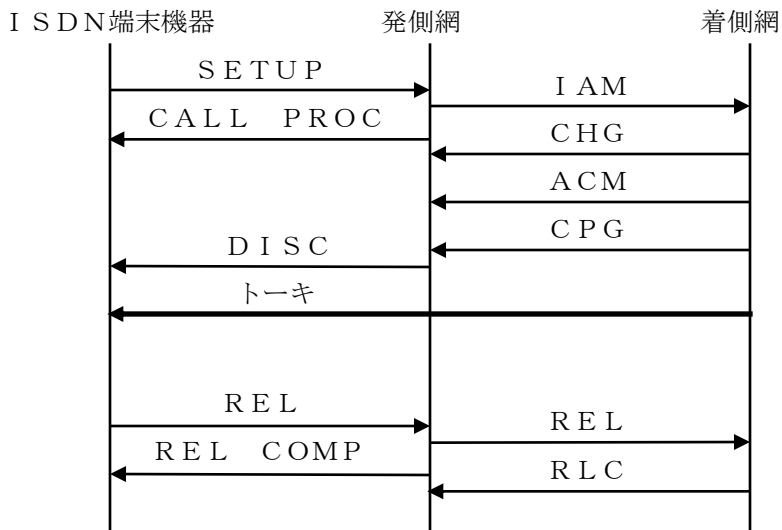 ＩＳＤＮ端末機器
発側網
着側網
ＳＥＴＵＰ
ＩＡＭ
ＣＡＬＬ　ＰＲＯＣ
ＣＨＧ
ＡＣＭ
ＣＰＧ
ＤＩＳＣ
トーキ
ＲＥＬ
ＲＥＬ
ＲＥＬ　ＣＯＭＰ
ＲＬＣ